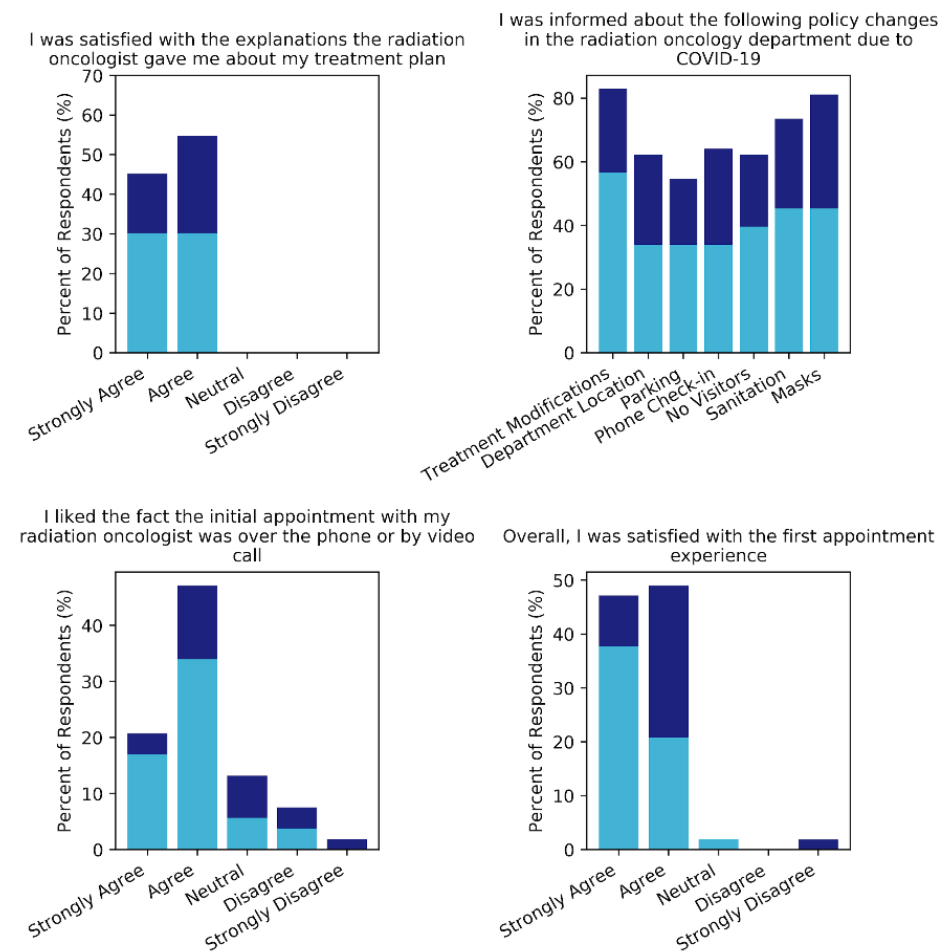 I was satisfied with the explanations the radiation
oncologist gave me about my treatment plan
Percent of Respondents (%)
70
60
50
40
30
20
10
0
Strongly Agree
Agree
Neutral
Disagree
Strongly Disagree
I was informed about the following policy changes
in the radiation oncology department due to
COVID-19
Percent of Respondents (%)
80
60
40
20
0
Treatment Modifications
Department Location
Parking
Phone Check-in
No Visitors
Sanitation
Masks
I liked the fact the initial appointment with my
radiation oncologist was over the phone or by video
call
Percent of Respondents (%)
40
30
20
10
0
Strongly Agree
Agree
Neutral
Disagree
Strongly Disagree
Overall, I was satisfied with the first appointment
experience
Percent of Respondents (%)
50
40
30
20
10
0
Strongly Agree
Agree
Neutral
Disagree
Strongly Disagree